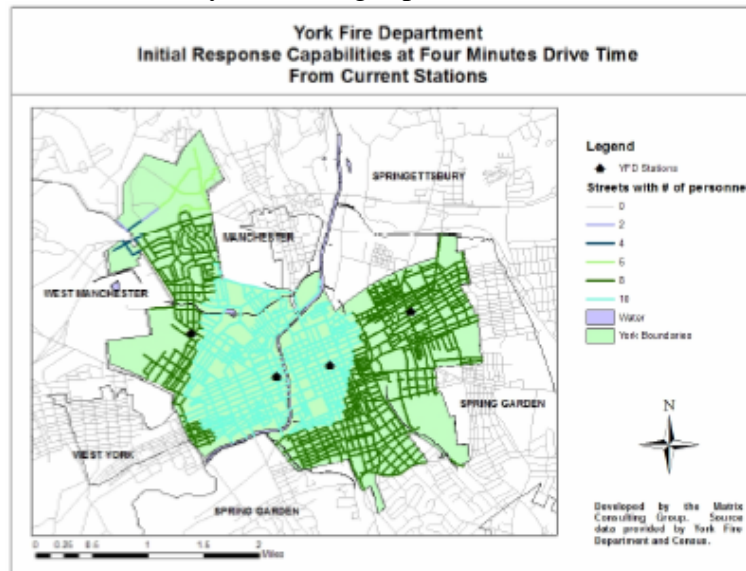 York Fire Department
Initial Response Capabilities at Four Minutes Drive Time
From Current Stations
SPRINGETTSBURY
MANCHESTER
WEST MANCHESTER
SPRING GARDEN
WEST YORK
SPRING GARDEN
0 0.25 0.5 1 1.5 2
Miles
Legend
YFD Stations
Streets with # of personne
0
2
4
6
8
10
Water
York Boundaries
N
Developed by the Matrix
Consulting Group. Source
data provided by York Fire
Department and Census.